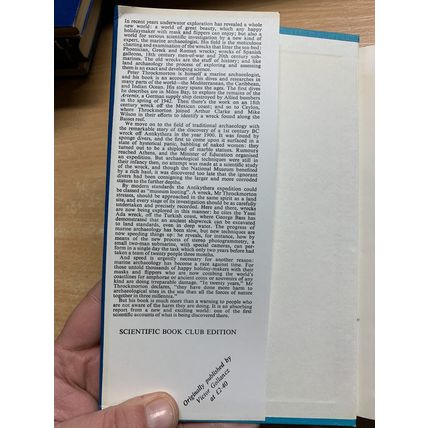 In recent years underwater exploration has revealed a whole
new world: a world of great beauty, which any happy
holidaymaker with mask and flippers can enjoy; but also a
world for serious scientific investigation by a new kind of
expert, the marine archaeologist. His field is the meticulous
charting and examination of the wrecks that litter the sea-bed:
Phoenician, Greek and Roman wrecks; wrecks of Spanish
galleons, 18th century men-of-war and 20th century sub-
marines. The old wrecks are the stuff of history; and like
land archaeology the process of exploring and assessing
them is an exact and developing science.
Peter Throckmorton is himself a marine archaeologist,
and his book is an account of his dives and researches in
many parts of the world—the Mediterranean, the Caribbean,
and Indian Ocean. His story spans the ages. The first dives
he describes are in Milos Bay, to explore the remains of the
Artemis, a German supply ship destroyed by Allied bombers
in the spring of 1942. Then there's the work on an 18th
century wreck off the Mexican coast; and so to Ceylon,
where Throckmorton joined Arthur Clarke and Mike
Wilson in their efforts to identify a wreck found along the
Basses reef.
We move on to the field of traditional archaeology with
the remarkable story of the discovery of a 1st century BC
wreck off Antikythera in the year 1900. It was found by
sponge divers, and the first to come upon it surfaced in a
state of hysterical panic, babbling of naked women: they
turned out to be a shipload of marble statues. Rumours
reached Athens, and the Minister of Education organised
an expedition. But archaeological techniques were still in
their infancy then, no attempt was made at a scientific study
of the wreck, and though the National Museum benefited
by a rich haul, it was discovered too late that the ignorant
divers had been consigning the larger and more corroded
statues to the further depths.
By modern standards the Antikythera expedition could
be classed as "museum looting". A wreck, Mr Throckmorton
stresses, should be approached in the same spirit as a land
site, and every stage of its investigation should be as carefully
undertaken and precisely recorded. Here and there, wrecks
are now being explored in this manner: he cites the Yassi
Ada wreck, off the Turkish coast, where George Bass has
demonstrated that an ancient shipwreck can be excavated
to land standards, even in deep water. The progress of
marine archaeology has been slow, but new techniques are
now speeding things up: he reveals, for instance, how by
means of the new process of stereo photogrammetry, a
small two-man submarine, with special cameras, can per-
form in a single day the task which only two years before had
taken a team of twenty people three months.
And speed is urgently necessary for another reason:
marine archaeology has become a race against time. For
those untold thousands of happy holiday-makers with their
masks and flippers who are now combing the world's
coastlines for amphorae or ancient coins or souvenirs of any
kind are doing irreparable damage. "In twenty years," Mr
Throckmorton declares, "they have done more harm to
archaeological sites in the sea than all the forces of nature
together in three millennia."
But his book is much more than a warning to people who
are not aware of the harm they are doing. It is an absorbing
report from a new and exciting world: one of the first
scientific accounts of what is being discovered there.
SCIENTIFIC BOOK CLUB EDITION
Originally published by
Victor Gollancz
at £2·40